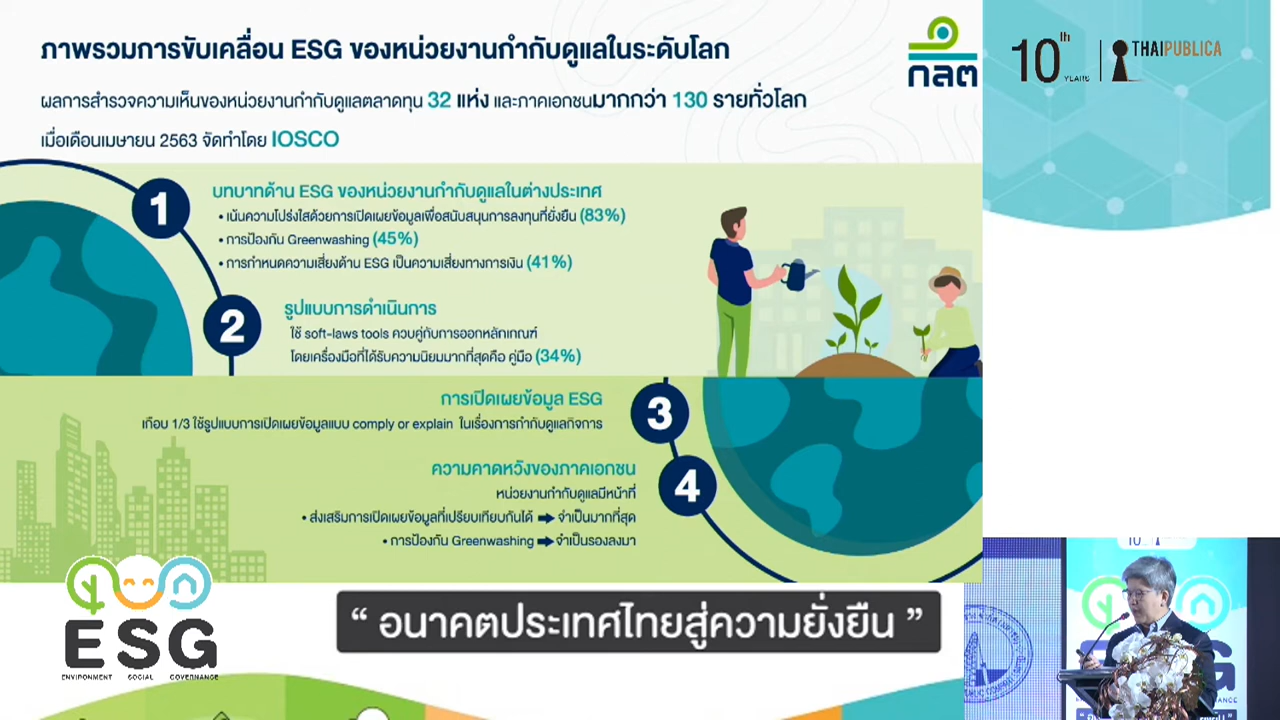 ภาพรวมการขับเคลื่อน ESG ของหน่วยงานกำกับดูแลในระดับโลก
ผลการสำรวจความเห็นของหน่วยงานกำกับดูแลตลาดทุน 32 แห่ง และภาคเอกชนมากกว่า 130 รายทั่วโลก
เมื่อเดือนเมษายน 2563 จัดทำโดย IOSCO
กลต
10th YEARS
THAIPUBLICA
1
บทบาทด้าน ESG ของหน่วยงานกำกับดูแลในต่างประเทศ
• เน้นความโปร่งใสด้วยการเปิดเผยข้อมูลเพื่อสนับสนุนการลงทุนที่ยั่งยืน (83%)
• การป้องกัน Greenwashing (45%)
• การกำหนดความเสี่ยงด้าน ESG เป็นความเสี่ยงทางการเงิน (41%)
2
รูปแบบการดำเนินการ
ใช้ soft-laws tools ควบคู่กับการออกหลักเกณฑ์
โดยเครื่องมือที่ได้รับความนิยมมากที่สุดคือ คู่มือ (34%)
3
การเปิดเผยข้อมูล ESG
เกือบ 1/3 ใช้รูปแบบการเปิดเผยข้อมูลแบบ comply or explain ในเรื่องการกำกับดูแลกิจการ
4
ความคาดหวังของภาคเอกชน
หน่วยงานกำกับดูแลมีหน้าที่
• ส่งเสริมการเปิดเผยข้อมูลที่เปรียบเทียบกันได้ ➡ จำเป็นมากที่สุด
• การป้องกัน Greenwashing ➡ จำเป็นรองลงมา
ESG
ENVIRONMENT SOCIAL GOVERNANCE
“ อนาคตประเทศไทยสู่ความยั่งยืน ”